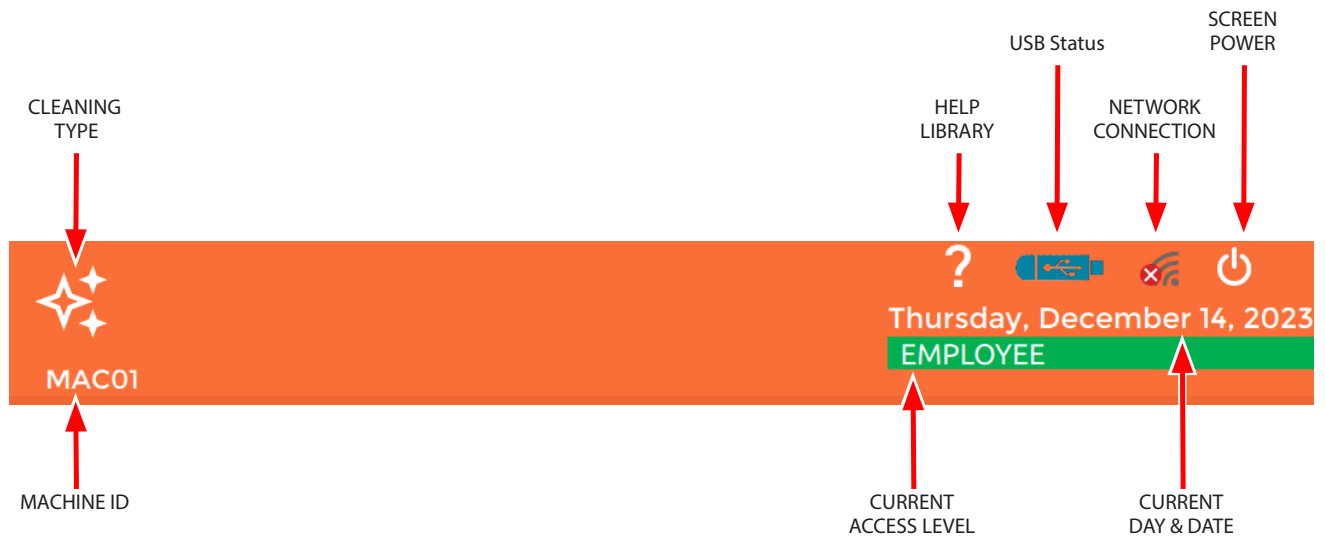 SCREEN
POWER
USB Status
CLEANING
TYPE
HELP
LIBRARY
NETWORK
CONNECTION
?
Thursday, December 14, 2023
EMPLOYEE
MAC01
MACHINE ID
CURRENT
ACCESS LEVEL
CURRENT
DAY & DATE